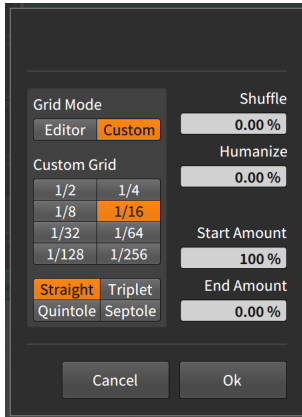 Grid Mode
Editor Custom
Custom Grid
1/2 1/4
1/8 1/16
1/32 1/64
1/128 1/256
Straight Triplet
Quintole Septole
Shuffle
0.00 %
Humanize
0.00 %
Start Amount
100 %
End Amount
0.00 %
Cancel Ok